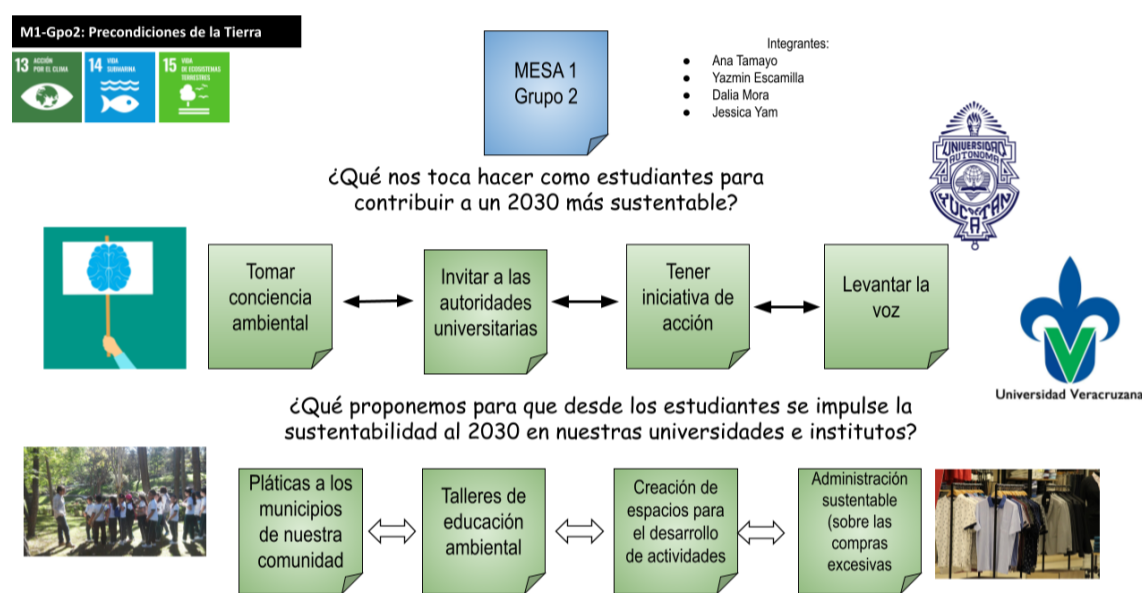 M1-Gpo2: Precondiciones de la Tierra
13 ACCIÓN
POR EL CLIMA
14 VIDA
SUBMARINA
15 VIDA
DE ECOSISTEMAS
TERRESTRES
MESA 1
Grupo 2
Integrantes:
● Ana Tamayo
● Yazmin Escamilla
● Dalia Mora
● Jessica Yam
UNIVERSIDAD
AUTONOMA
YUCATAN
¿Qué nos toca hacer como estudiantes para
contribuir a un 2030 más sustentable?
Tomar
conciencia
ambiental
Invitar a las
autoridades
universitarias
Tener
iniciativa de
acción
Levantar la
voz
Universidad Veracruzana
¿Qué proponemos para que desde los estudiantes se impulse la
sustentabilidad al 2030 en nuestras universidades e institutos?
Pláticas a los
municipios
de nuestra
comunidad
Talleres de
educación
ambiental
Creación de
espacios para
el desarrollo
de actividades
Administración
sustentable
(sobre las
compras
excesivas